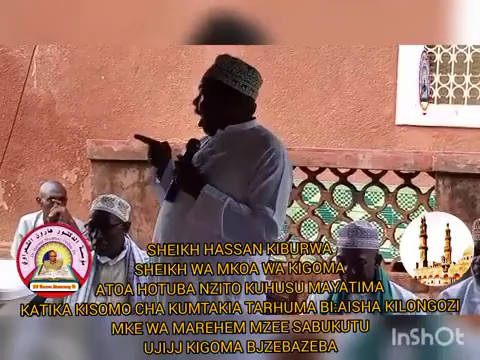 SHEIKH HASSAN KIBURWA
SHEIKH WA MKOA WA KIGOMA
ATOA HOTUBA NZITO KUHUSU MAYATIMA
KATIKA KISOMO CHA KUMTAKIA TARHUMA BI:AISHA KILONGOZI
MKE WA MAREHEM MZEE SABUKUTU
UJIJJ KIGOMA BJZEBAZEBA
InShOt